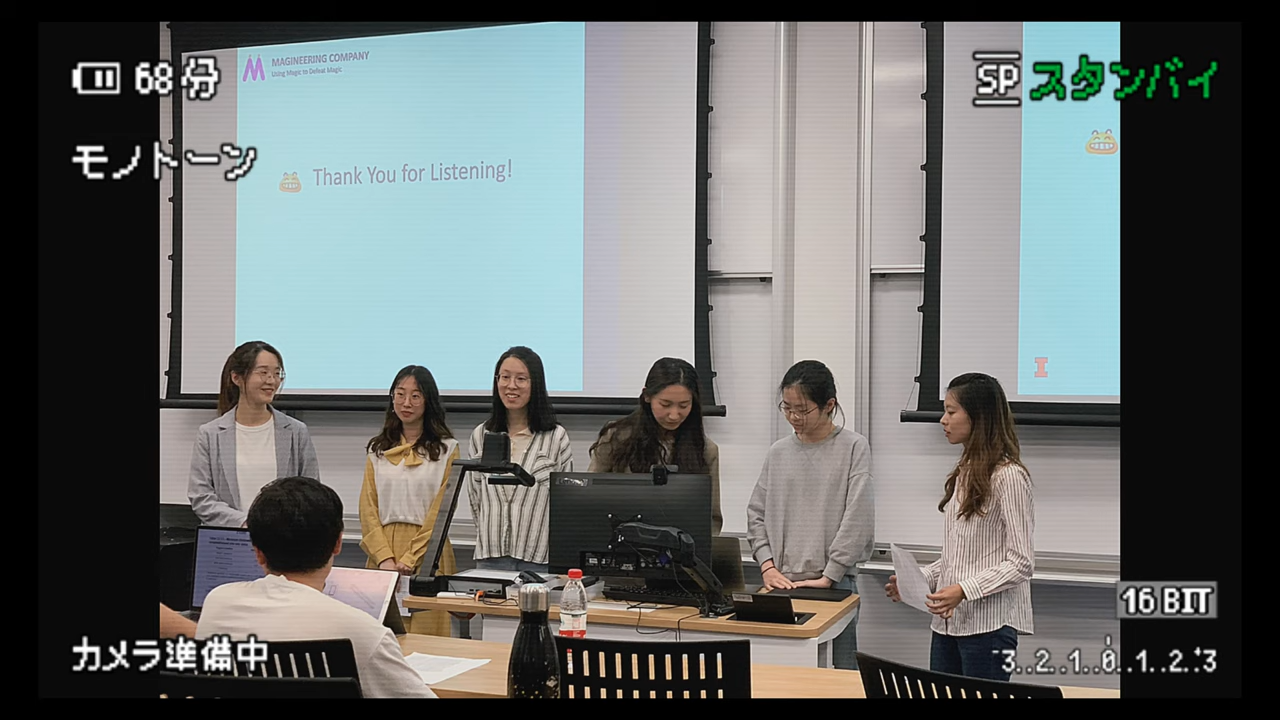 68分
SP スタンバイ
モノトーン
MAGINEERING COMPANY
Using Magic to Defeat Magic
Thank You for Listening!
I
16 BIT
カメラ準備中
-3..2..1..0..1..2..+3